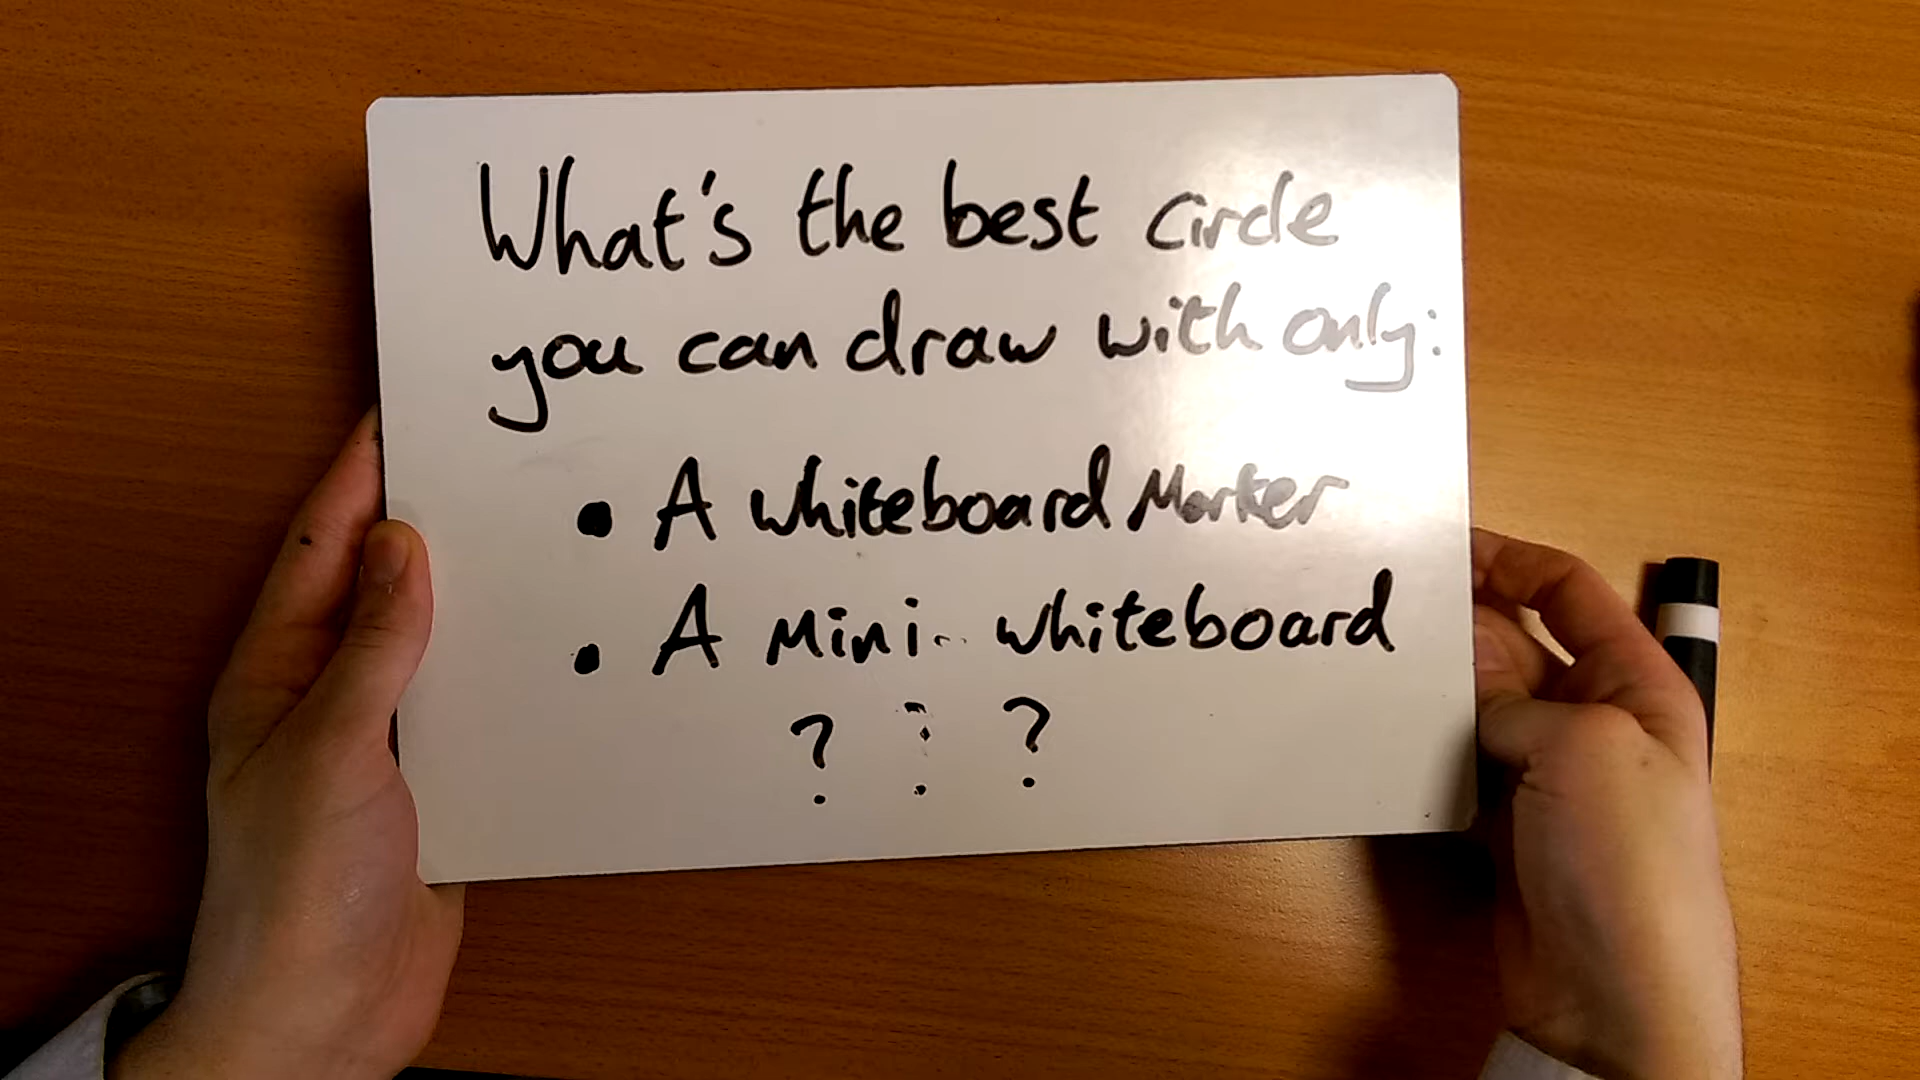 What's the best circle
you can draw with only:
• A whiteboard Marker
• A Mini- whiteboard
? ? ?